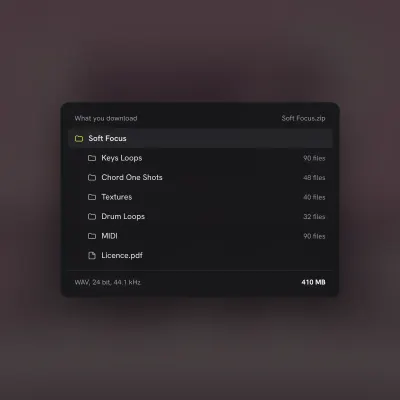 What you download Soft Focus.zip
Soft Focus
Keys Loops 90 files
Chord One Shots 48 files
Textures 40 files
Drum Loops 32 files
MIDI 90 files
Licence.pdf
WAV, 24 bit, 44.1 kHz 410 MB